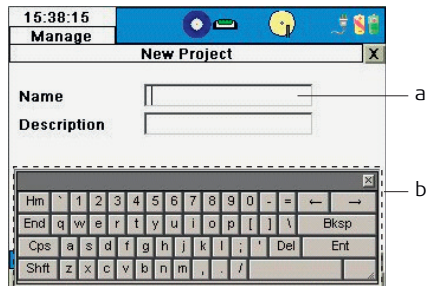 15:38:15
Manage
New Project
X
Name
a
Description
b
Hm ` 1 2 3 4 5 6 7 8 9 0 - = ← →
End q w e r t y u i o p [ ] \ Bksp
Cps a s d f g h j k l ; ' Del Ent
Shft z x c v b n m , . /